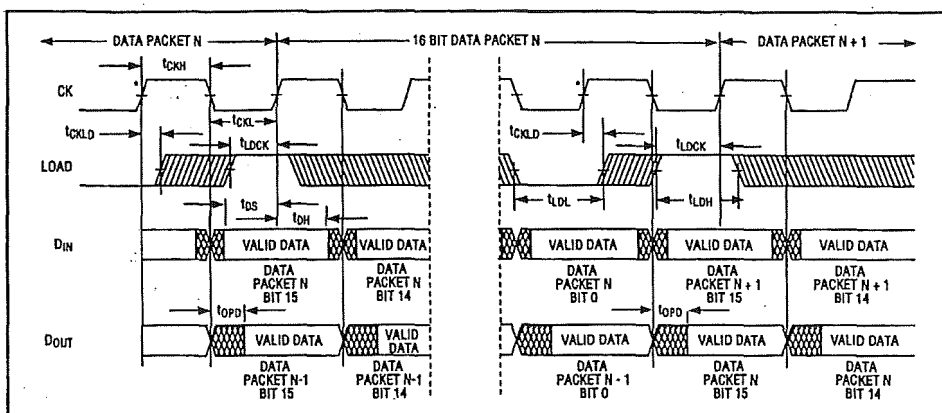 DATA PACKET N 16 BIT DATA PACKET N DATA PACKET N + 1
tCKH
CK
tCKL
tCKLD tLDCK tCKLD tLDCK
LOAD
tLDL tLDH
tDS tDH
DIN VALID DATA VALID DATA VALID DATA VALID DATA VALID DATA
DATA DATA DATA DATA DATA
PACKET N PACKET N PACKET N PACKET N + 1 PACKET N + 1
BIT 15 BIT 14 BIT 0 BIT 15 BIT 14
tOPD tOPD
DOUT VALID DATA VALID DATA VALID DATA VALID DATA VALID DATA
DATA DATA DATA DATA DATA
PACKET N-1 PACKET N-1 PACKET N - 1 PACKET N PACKET N
BIT 15 BIT 14 BIT 0 BIT 15 BIT 14